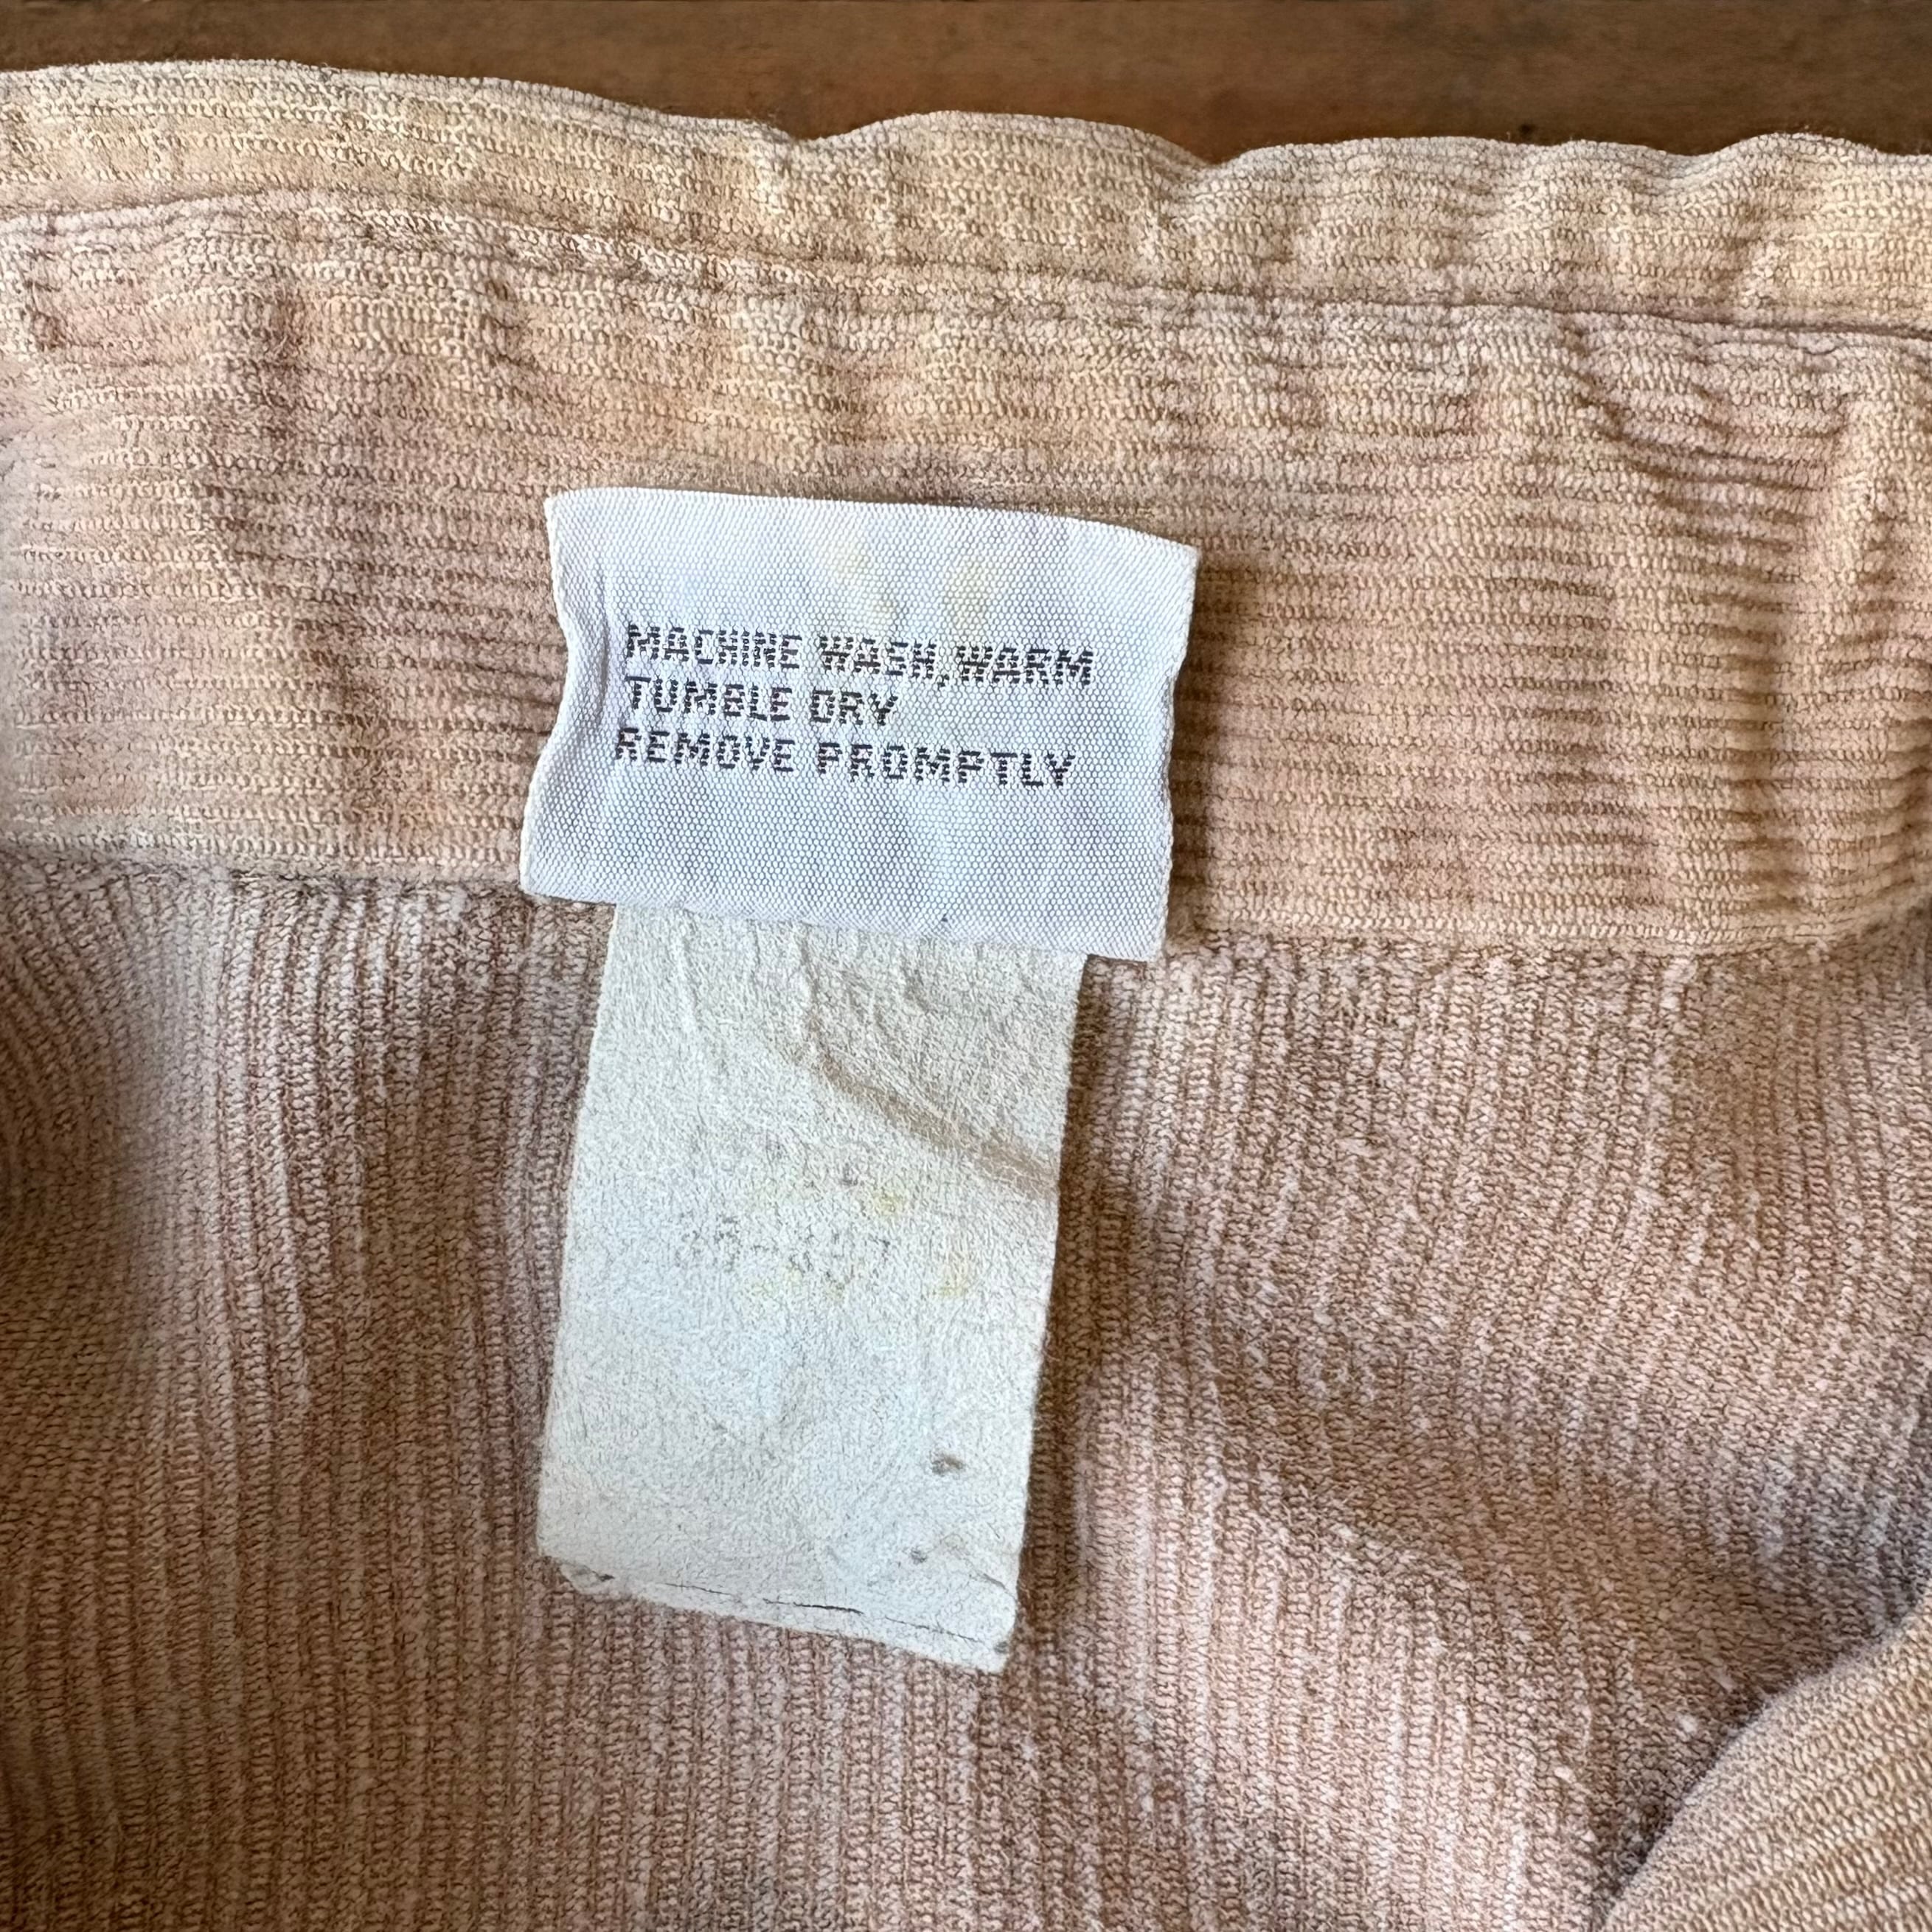 MACHINE WASH, WARM
TUMBLE DRY
REMOVE PROMPTLY